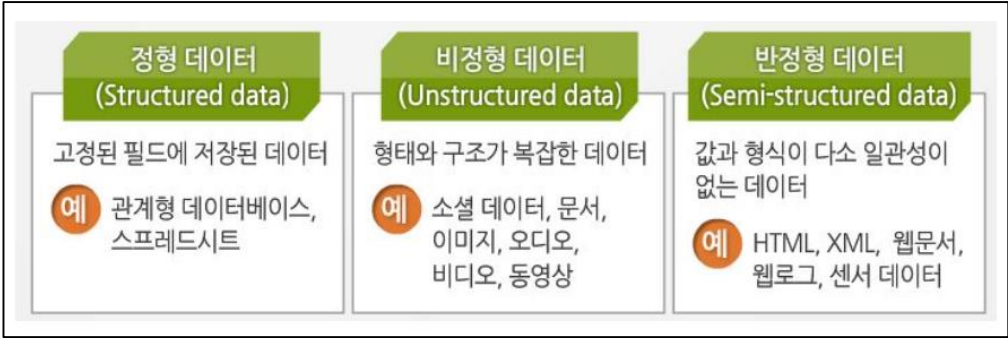 정형 데이터
(Structured data)
고정된 필드에 저장된 데이터
예 관계형 데이터베이스,
스프레드시트
비정형 데이터
(Unstructured data)
형태와 구조가 복잡한 데이터
예 소셜 데이터, 문서,
이미지, 오디오,
비디오, 동영상
반정형 데이터
(Semi-structured data)
값과 형식이 다소 일관성이
없는 데이터
예 HTML, XML, 웹문서,
웹로그, 센서 데이터